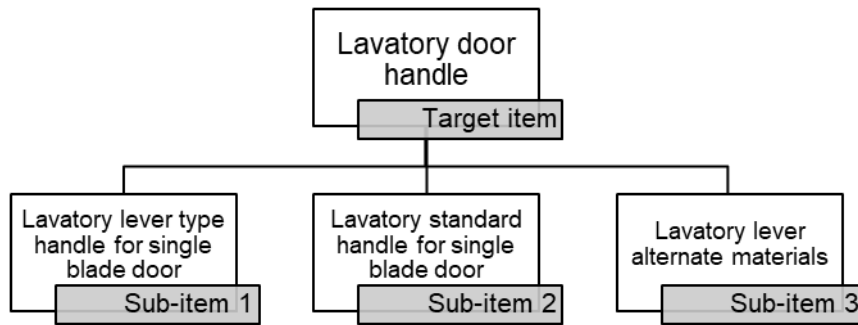 Lavatory door
handle
Target item
Lavatory lever type
handle for single
blade door
Sub-item 1
Lavatory standard
handle for single
blade door
Sub-item 2
Lavatory lever
alternate materials
Sub-item 3